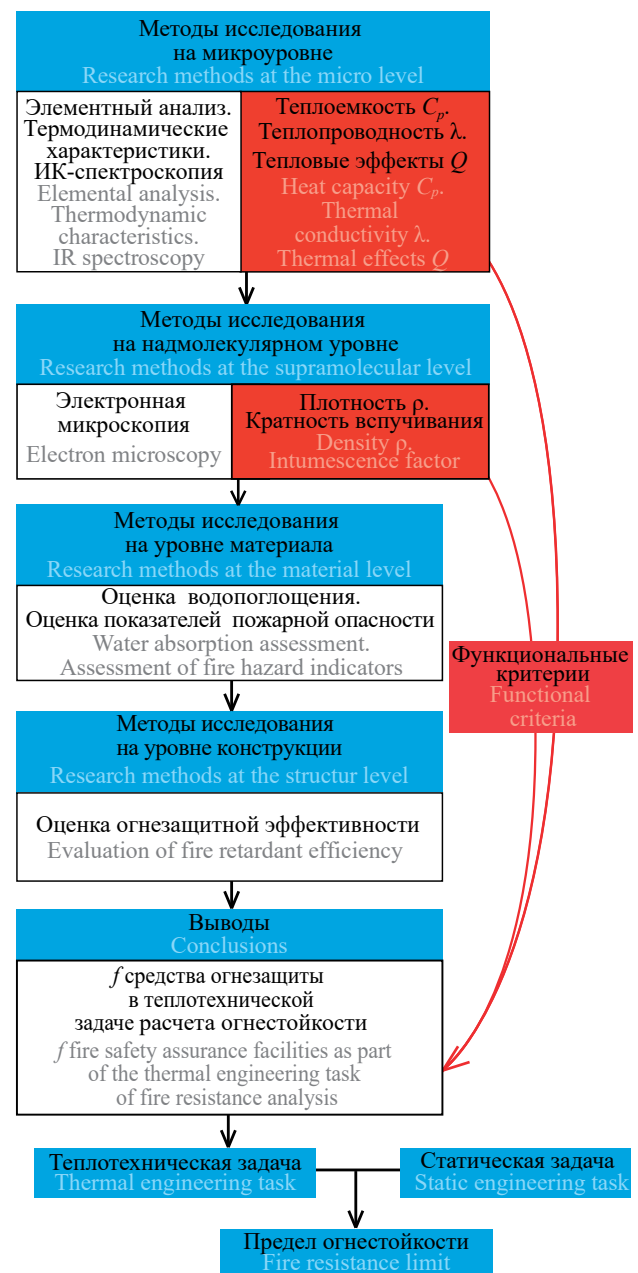 Методы исследования
на микроуровне
Research methods at the micro level
Элементный анализ.
Термодинамические
характеристики.
ИК-спектроскопия
Elemental analysis.
Thermodynamic
characteristics.
IR spectroscopy
Теплоемкость Cp.
Теплопроводность λ.
Тепловые эффекты Q
Heat capacity Cp.
Thermal
conductivity λ.
Thermal effects Q
Методы исследования
на надмолекулярном уровне
Research methods at the supramolecular level
Электронная
микроскопия
Electron microscopy
Плотность ρ.
Кратность вспучивания
Density ρ.
Intumescence factor
Методы исследования
на уровне материала
Research methods at the material level
Оценка водопоглощения.
Оценка показателей пожарной опасности
Water absorption assessment.
Assessment of fire hazard indicators
Функциональные
критерии
Functional
criteria
Методы исследования
на уровне конструкции
Research methods at the structur level
Оценка огнезащитной эффективности
Evaluation of fire retardant efficiency
Выводы
Conclusions
f средства огнезащиты
в теплотехнической
задаче расчета огнестойкости
f fire safety assurance facilities as part
of the thermal engineering task
of fire resistance analysis
Теплотехническая задача
Thermal engineering task
Статическая задача
Static engineering task
Предел огнестойкости
Fire resistance limit